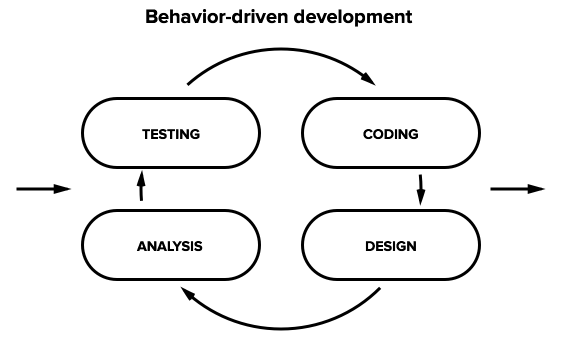 Behavior-driven development
TESTING
CODING
ANALYSIS
DESIGN